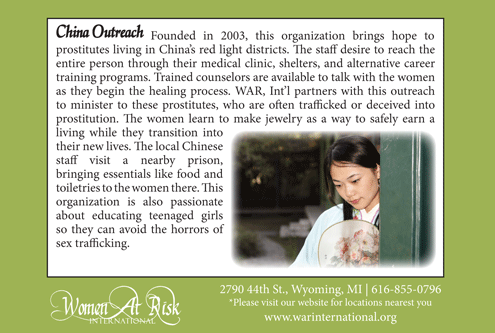 China Outreach Founded in 2003, this organization brings hope to
prostitutes living in China's red light districts. The staff desire to reach the
entire person through their medical clinic, shelters, and alternative career
training programs. Trained counselors are available to talk with the women
as they begin the healing process. WAR, Int'l partners with this outreach
to minister to these prostitutes, who are often trafficked or deceived into
prostitution. The women learn to make jewelry as a way to safely earn a
living while they transition into
their new lives. The local Chinese
staff visit a nearby prison,
bringing essentials like food and
toiletries to the women there. This
organization is also passionate
about educating teenaged girls
so they can avoid the horrors of
sex trafficking.
Women At Risk
INTERNATIONAL
2790 44th St., Wyoming, MI | 616-855-0796
*Please visit our website for locations nearest you
www.warinternational.org